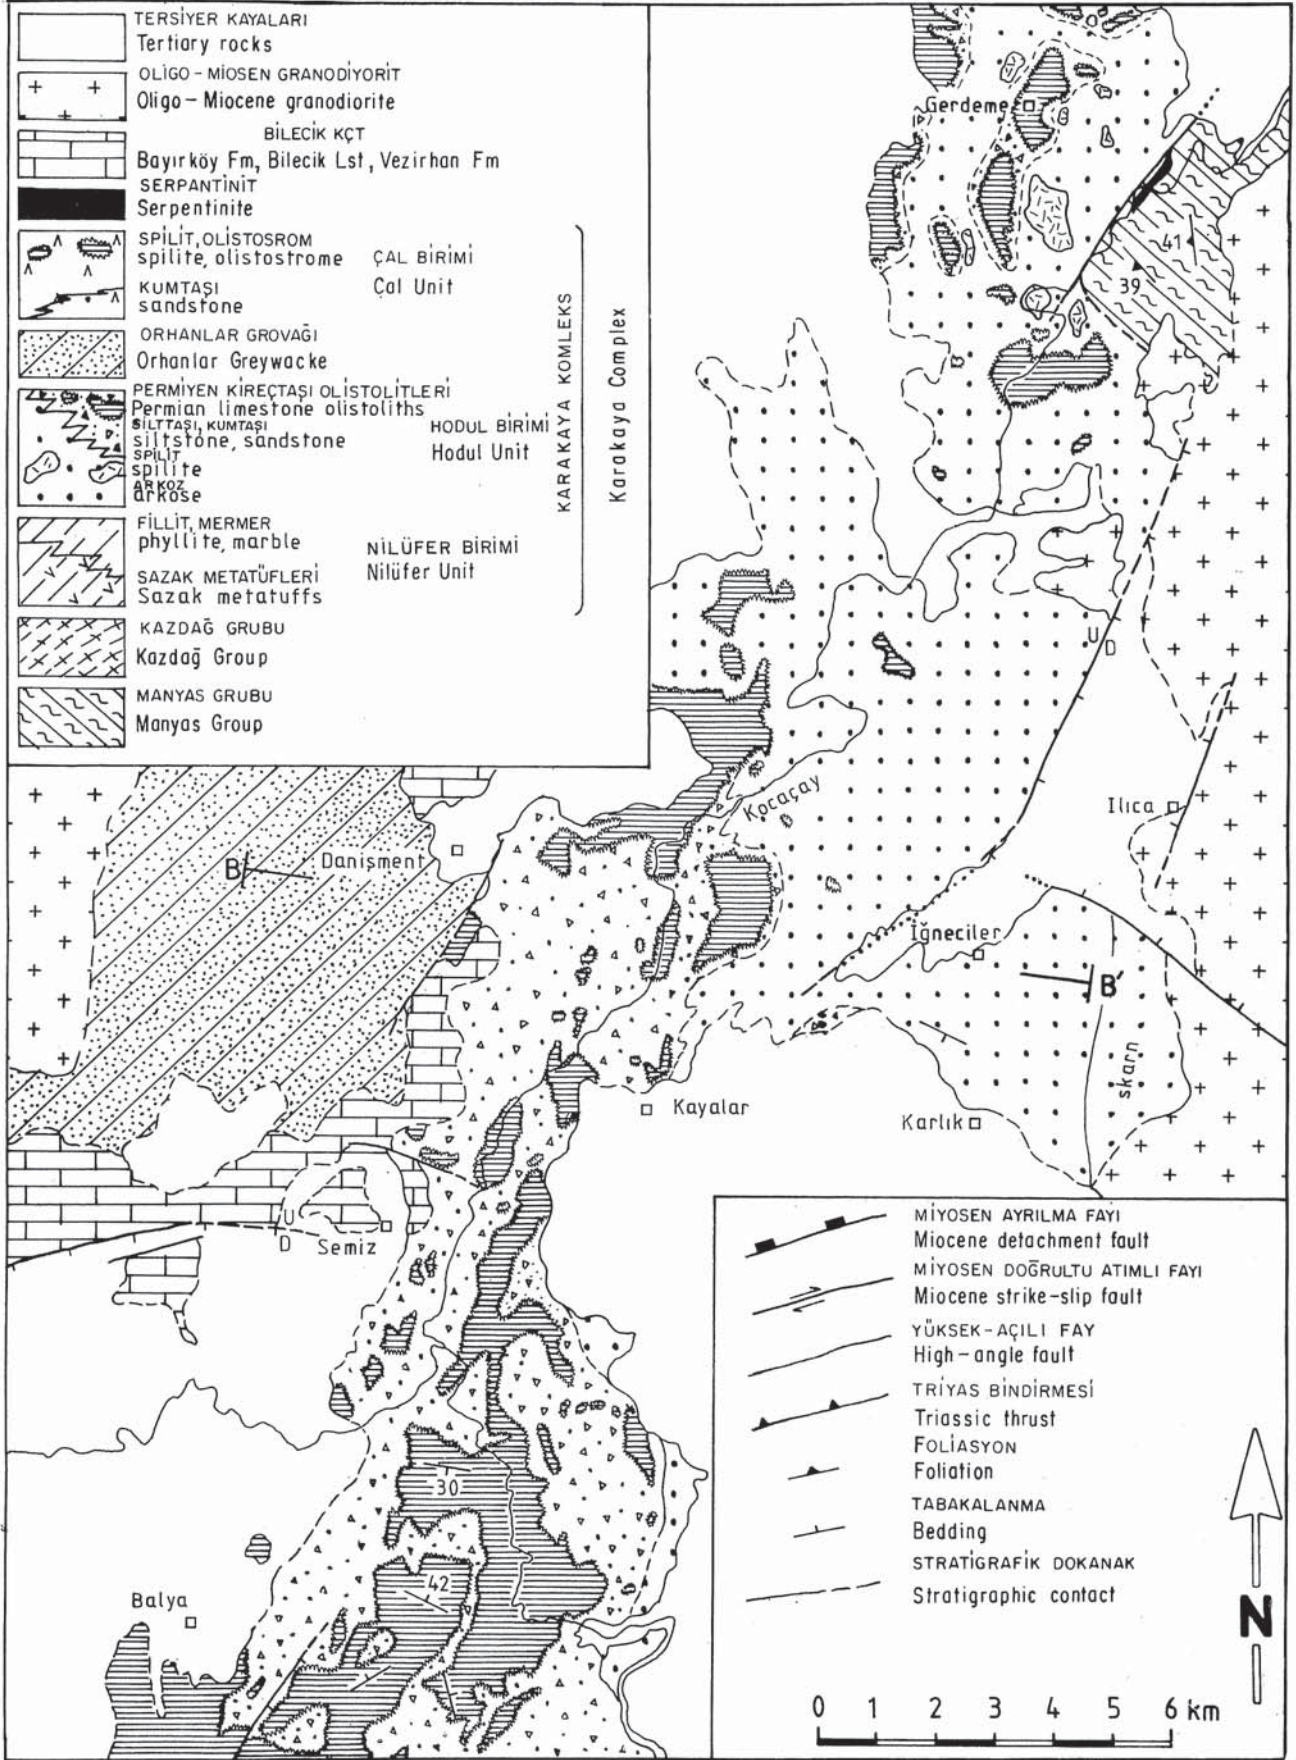 TERSİYER KAYALARI
Tertiary rocks
OLİGO-MİOSEN GRANODİYORİT
Oligo-Miocene granodiorite
BİLECİK KÇT
Bayırköy Fm, Bilecik Lst, Vezirhan Fm
SERPANTİNİT
Serpentinite
SPİLİT, OLİSTOSROM
spilite, olistostrome
ÇAL BİRİMİ
Çal Unit
KUMTAŞI
sandstone
ORHANLAR GROVAĞI
Orhanlar Greywacke
PERMİYEN KİREÇTAŞI OLİSTOLİTLERİ
Permian limestone olistoliths
SİLTTAŞI, KUMTAŞI
siltstone, sandstone
HODUL BİRİMİ
Hodul Unit
SPİLİT
spilite
ARKOZ
arkose
FİLLİT, MERMER
phyllite, marble
NİLÜFER BİRİMİ
Nilüfer Unit
SAZAK METATÜFLERİ
Sazak metatuffs
KAZDAĞ GRUBU
Kazdağ Group
MANYAS GRUBU
Manyas Group
KARAKAYA KOMLEKS
Karakaya Complex
Gerdeme
41
39
U
D
Kocaçay
Ilıca
Danişment
B
İğneciler
B'
skarn
Kayalar
Karlık
U
D
Semiz
30
42
Balya
MİYOSEN AYRILMA FAYI
Miocene detachment fault
MİYOSEN DOĞRULTU ATIMLI FAYI
Miocene strike-slip fault
YÜKSEK-AÇILI FAY
High-angle fault
TRİYAS BİNDİRMESİ
Triassic thrust
FOLİASYON
Foliation
TABAKALANMA
Bedding
STRATİGRAFİK DOKANAK
Stratigraphic contact
N
0 1 2 3 4 5 6 km